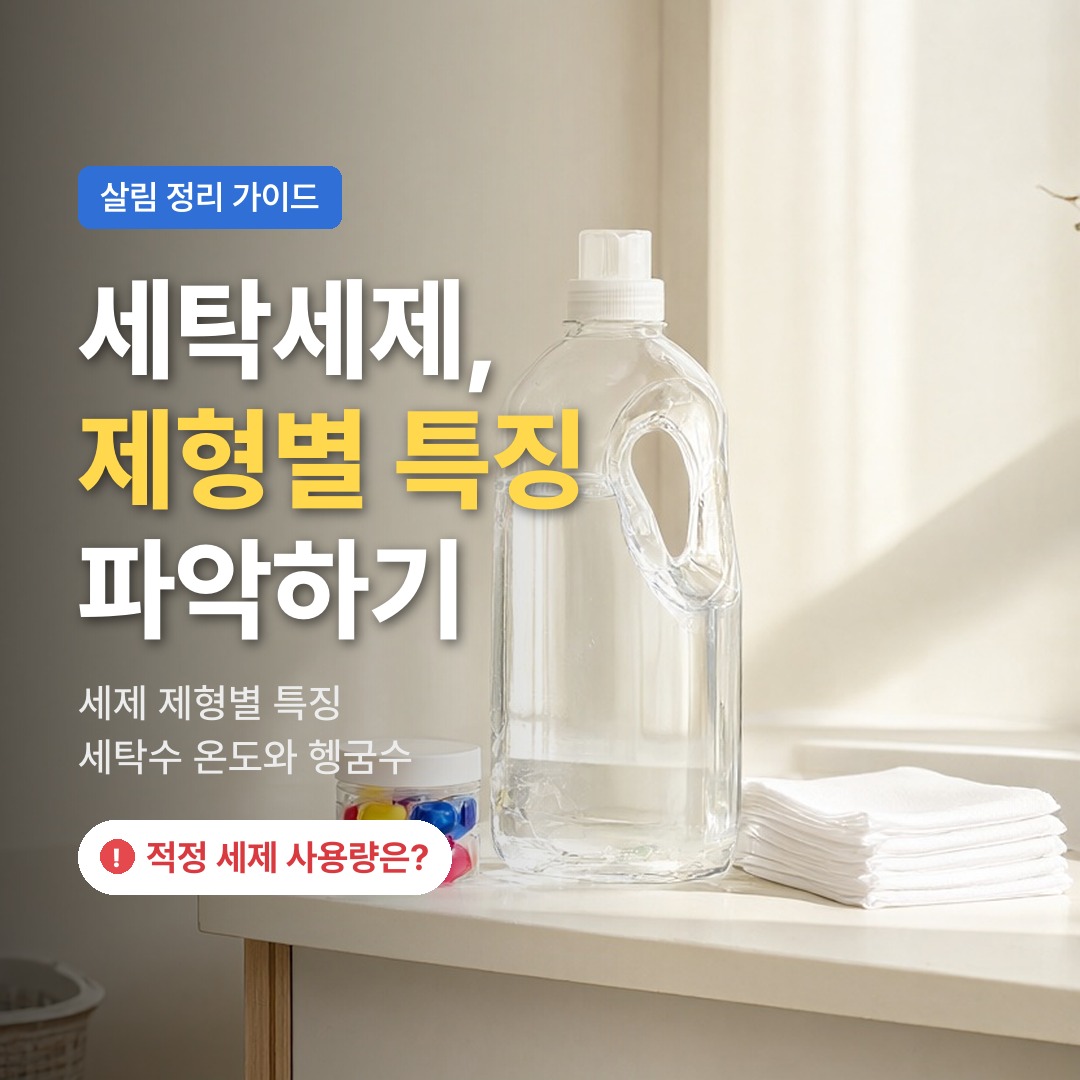 살림 정리 가이드
세탁세제,
제형별 특징
파악하기
세제 제형별 특징
세탁수 온도와 헹굼수
! 적정 세제 사용량은?